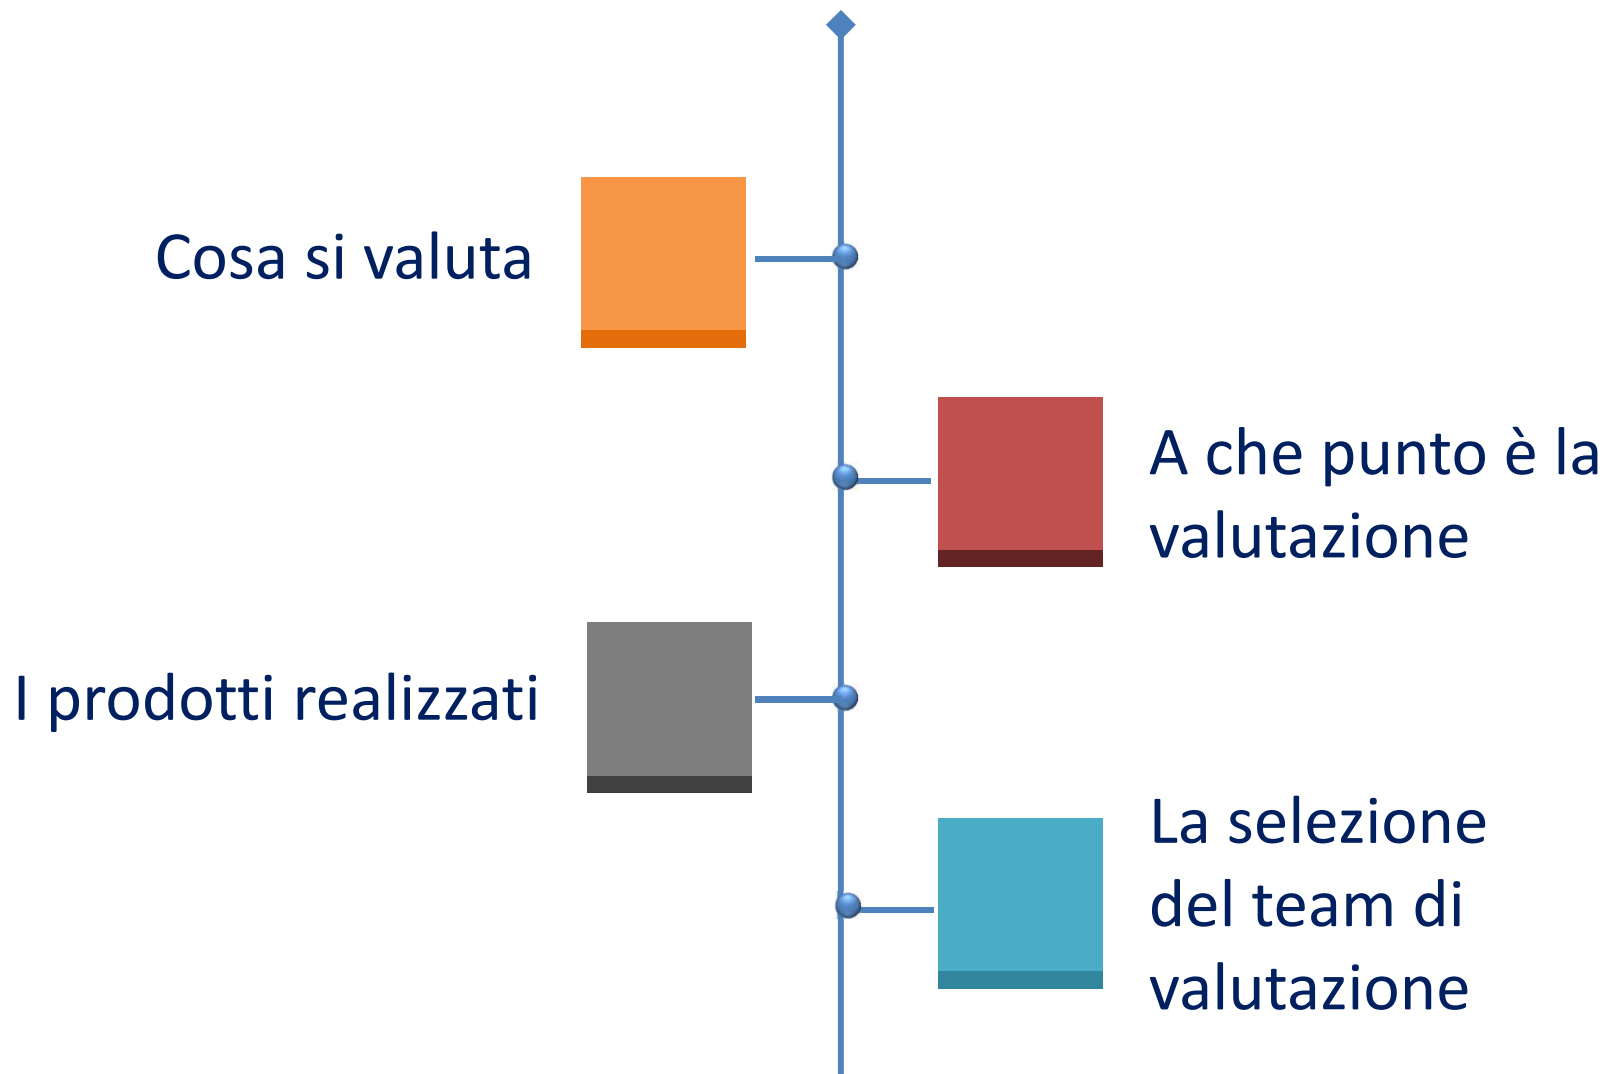 Cosa si valuta
A che punto è la
valutazione
I prodotti realizzati
La selezione
del team di
valutazione